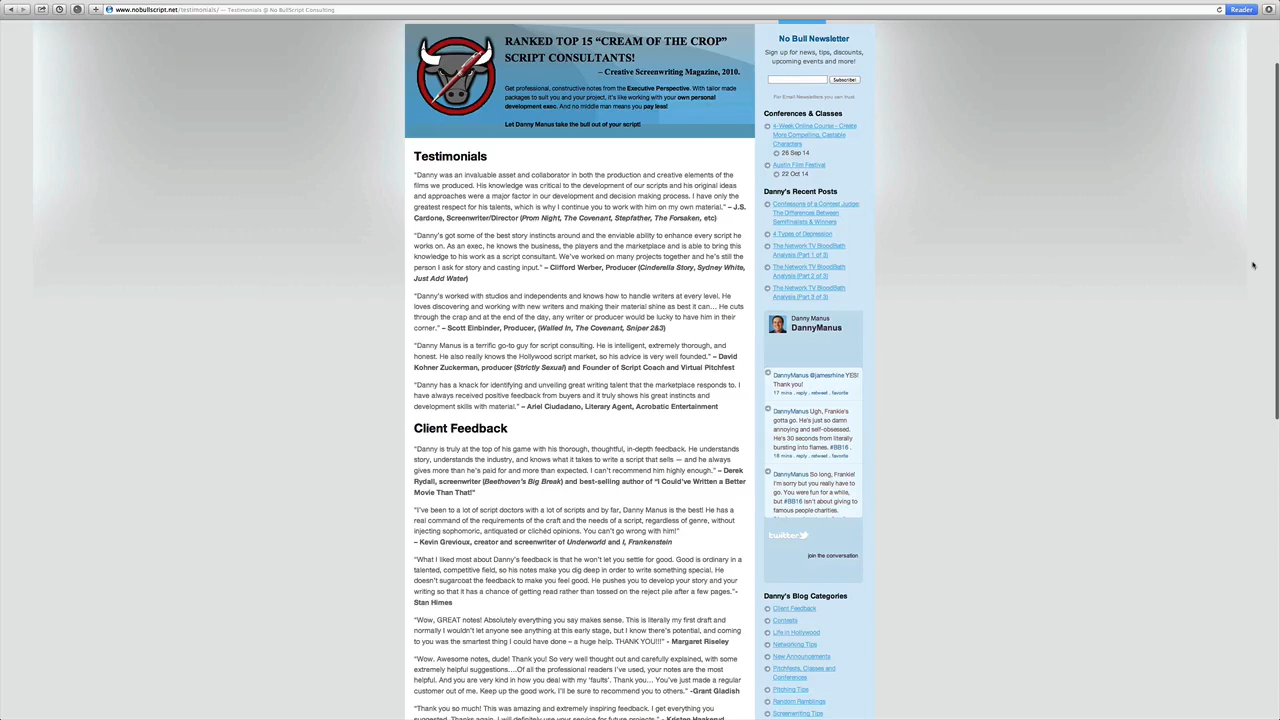 www.nobullscript.net/testimonials/ — Testimonials @ No BullScript Consulting
Reader
RANKED TOP 15 “CREAM OF THE CROP”
SCRIPT CONSULTANTS!
– Creative Screenwriting Magazine, 2010.
Get professional, constructive notes from the Executive Perspective. With tailor made
packages to suit you and your project, it's like working with your own personal
development exec. And no middle man means you pay less!
Let Danny Manus take the bull out of your script!
Testimonials
“Danny was an invaluable asset and collaborator in both the production and creative elements of the
films we produced. His knowledge was critical to the development of our scripts and his original ideas
and approaches were a major factor in our development and decision making process. I have only the
greatest respect for his talents, which is why I continue you to work with him on my own material.” – J.S.
Cardone, Screenwriter/Director (Prom Night, The Covenant, Stepfather, The Forsaken, etc)
“Danny's got some of the best story instincts around and the enviable ability to enhance every script he
works on. As an exec, he knows the business, the players and the marketplace and is able to bring this
knowledge to his work as a script consultant. We've worked on many projects together and he's still the
person I ask for story and casting input.” – Clifford Werber, Producer (Cinderella Story, Sydney White,
Just Add Water)
“Danny's worked with studios and independents and knows how to handle writers at every level. He
loves discovering and working with new writers and making their material shine as best it can… He cuts
through the crap and at the end of the day, any writer or producer would be lucky to have him in their
corner.” – Scott Einbinder, Producer, (Walled In, The Covenant, Sniper 2&3)
“Danny Manus is a terrific go-to guy for script consulting. He is intelligent, extremely thorough, and
honest. He also really knows the Hollywood script market, so his advice is very well founded.” – David
Kohner Zuckerman, producer (Strictly Sexual) and Founder of Script Coach and Virtual Pitchfest
“Danny has a knack for identifying and unveiling great writing talent that the marketplace responds to. I
have always received positive feedback from buyers and it truly shows his great instincts and
development skills with material.” – Ariel Ciudadano, Literary Agent, Acrobatic Entertainment
Client Feedback
“Danny is truly at the top of his game with his thorough, thoughtful, in-depth feedback. He understands
story, understands the industry, and knows what it takes to write a script that sells — and he always
gives more than he's paid for and more than expected. I can't recommend him highly enough.” – Derek
Rydall, screenwriter (Beethoven's Big Break) and best-selling author of “I Could've Written a Better
Movie Than That!”
“I've been to a lot of script doctors with a lot of scripts and by far, Danny Manus is the best! He has a
real command of the requirements of the craft and the needs of a script, regardless of genre, without
injecting sophomoric, antiquated or clichéd opinions. You can't go wrong with him!”
– Kevin Grevioux, creator and screenwriter of Underworld and I, Frankenstein
“What I liked most about Danny's feedback is that he won't let you settle for good. Good is ordinary in a
talented, competitive field, so his notes make you dig deep in order to write something special. He
doesn't sugarcoat the feedback to make you feel good. He pushes you to develop your story and your
writing so that it has a chance of getting read rather than tossed on the reject pile after a few pages.”-
Stan Himes
“Wow, GREAT notes! Absolutely everything you say makes sense. This is literally my first draft and
normally I wouldn't let anyone see anything at this early stage, but I know there's potential, and coming
to you was the smartest thing I could have done – a huge help. THANK YOU!!!” - Margaret Riseley
“Wow. Awesome notes, dude! Thank you! So very well thought out and carefully explained, with some
extremely helpful suggestions….Of all the professional readers I've used, your notes are the most
helpful. And you are very kind in how you deal with my 'faults'. Thank you… You've just made a regular
customer out of me. Keep up the good work. I'll be sure to recommend you to others.” -Grant Gladish
“Thank you so much! This was amazing and extremely inspiring feedback. I get everything you
suggested. Thanks again. I will definitely use your service for future projects.” –
No Bull Newsletter
Sign up for news, tips, discounts,
upcoming events and more!
Subscribe!
For Email Newsletters you can trust
Conferences & Classes
4-Week Online Course - Create
More Compelling, Castable
Characters
26 Sep 14
Austin Film Festival
22 Oct 14
Danny's Recent Posts
Confessions of a Contest Judge:
The Differences Between
Semifinalists & Winners
4 Types of Depression
The Network TV BloodBath
Analysis (Part 1 of 3)
The Network TV BloodBath
Analysis (Part 2 of 3)
The Network TV BloodBath
Analysis (Part 3 of 3)
Danny Manus
DannyManus
DannyManus @jamesrhine YES!
Thank you!
17 mins . reply . retweet . favorite
DannyManus Ugh, Frankie's
gotta go. He's just so damn
annoying and self-obsessed.
He's 30 seconds from literally
bursting into flames. #BB16 .
18 mins . reply . retweet . favorite
DannyManus So long, Frankie!
I'm sorry but you really have to
go. You were fun for a while,
but #BB16 isn't about giving to
famous people charities.
twitter
join the conversation
Danny's Blog Categories
Client Feedback
Contests
Life in Hollywood
Networking Tips
New Announcements
Pitchfests, Classes and
Conferences
Pitching Tips
Random Ramblings
Screenwriting Tips